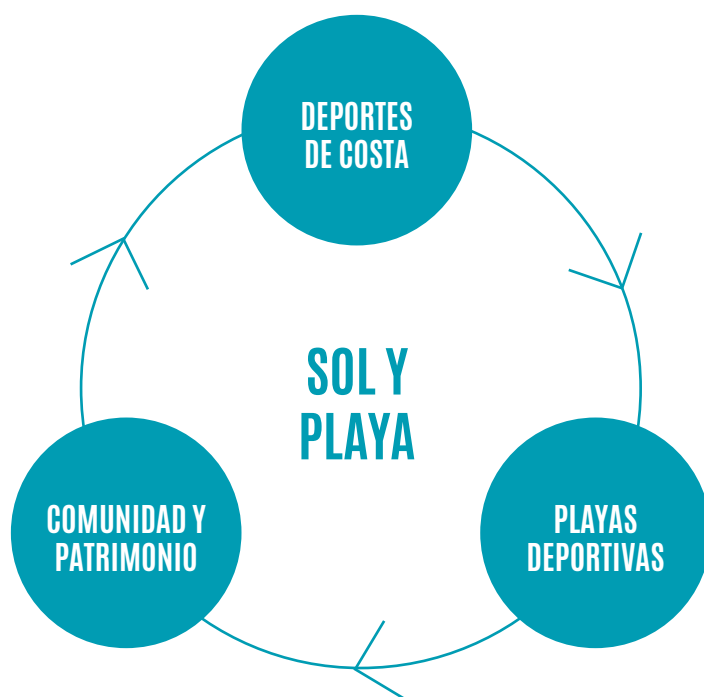 DEPORTES
DE COSTA
SOL Y
PLAYA
COMUNIDAD Y
PATRIMONIO
PLAYAS
DEPORTIVAS